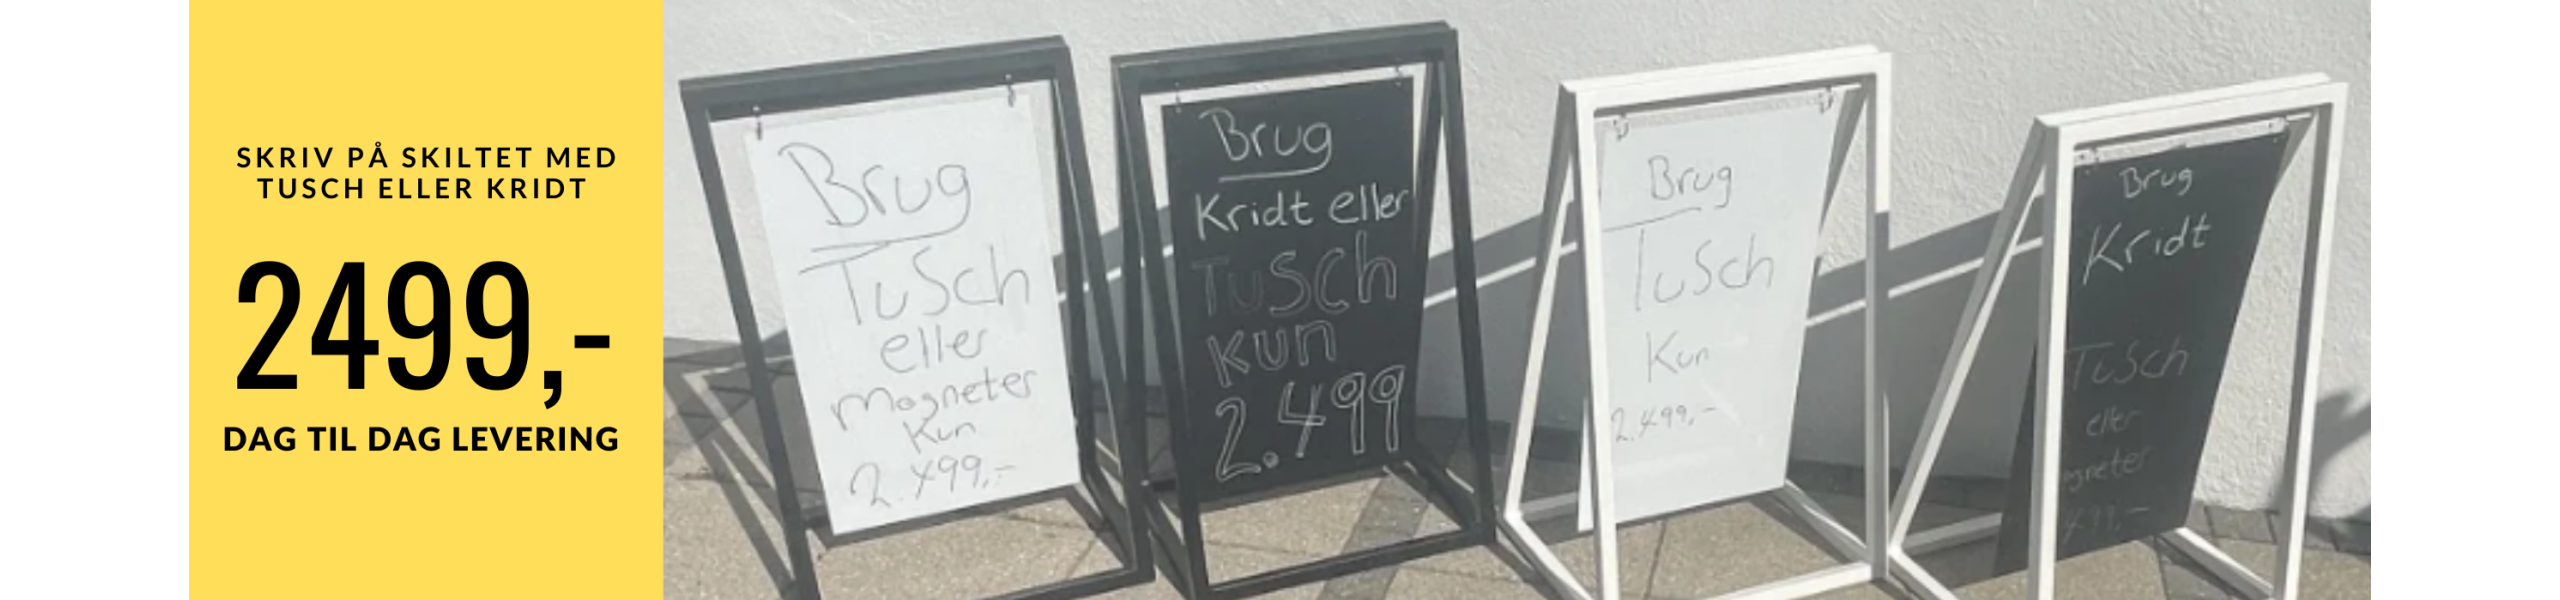 SKRIV PÅ SKILTET MED
TUSCH ELLER KRIDT
2499,-
DAG TIL DAG LEVERING
Brug
Tusch
eller
magneter
Kun
2.499,-
Brug
Kridt eller
Tusch
Kun
2.499
Brug
Tusch
Kun
2.499,-
Brug
Kridt
Tusch
eller